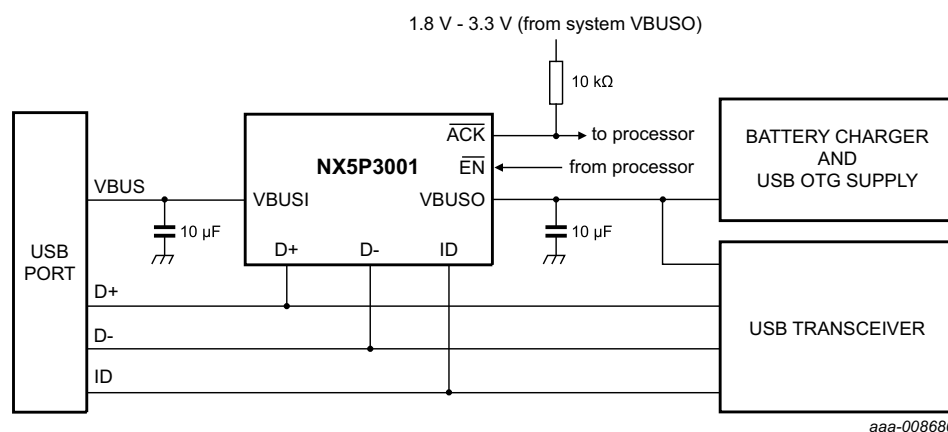 1.8 V - 3.3 V (from system VBUSO)
10 kΩ
ACK
to processor
NX5P3001
EN
from processor
BATTERY CHARGER
AND
USB OTG SUPPLY
VBUS
VBUSI
VBUSO
10 μF
10 μF
USB
PORT
D+
D-
ID
D+
D-
ID
USB TRANSCEIVER